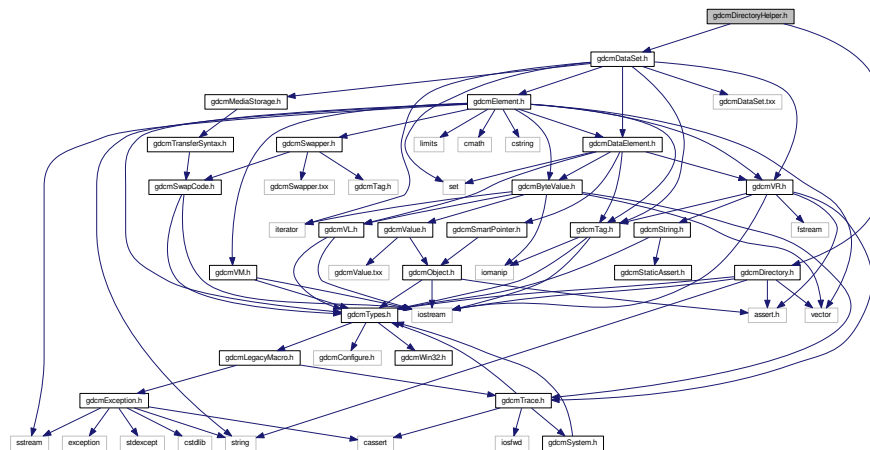 gdcmDirectoryHelper.h
gdcmDataSet.h
gdcmMediaStorage.h
gdcmElement.h
gdcmDataSet.txx
gdcmTransferSyntax.h
gdcmSwapper.h
limits
cmath
cstring
gdcmDataElement.h
gdcmSwapCode.h
gdcmSwapper.txx
gdcmTag.h
set
gdcmByteValue.h
gdcmVR.h
iterator
gdcmVL.h
gdcmValue.h
gdcmSmartPointer.h
gdcmTag.h
gdcmString.h
fstream
gdcmVM.h
gdcmValue.txx
gdcmObject.h
iomanip
gdcmStaticAssert.h
gdcmDirectory.h
gdcmTypes.h
iostream
assert.h
vector
gdcmLegacyMacro.h
gdcmConfigure.h
gdcmWin32.h
gdcmException.h
gdcmTrace.h
sstream
exception
stdexcept
cstdlib
string
cassert
iosfwd
gdcmSystem.h